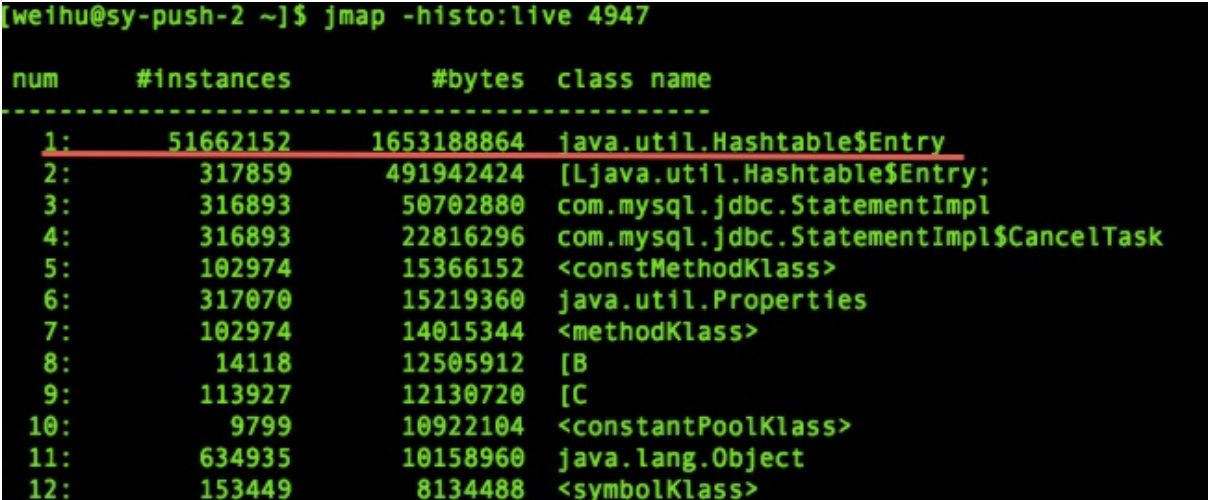 [weihu@sy-push-2 ~]$ jmap -histo:live 4947
num #instances #bytes class name
----------------------------------------------
1: 51662152 1653188864 java.util.Hashtable$Entry
2: 317859 491942424 [Ljava.util.Hashtable$Entry;
3: 316893 50702880 com.mysql.jdbc.StatementImpl
4: 316893 22816296 com.mysql.jdbc.StatementImpl$CancelTask
5: 102974 15366152 <constMethodKlass>
6: 317070 15219360 java.util.Properties
7: 102974 14015344 <methodKlass>
8: 14118 12505912 [B
9: 113927 12130720 [C
10: 9799 10922104 <constantPoolKlass>
11: 634935 10158960 java.lang.Object
12: 153449 8134488 <symbolKlass>